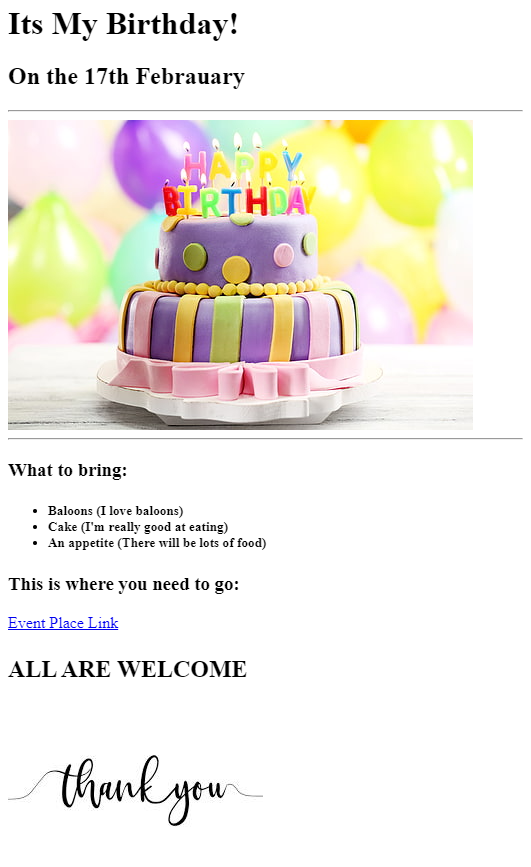 Its My Birthday!
On the 17th Febrauary
HAPPY
BIRTHDAY
What to bring:
Baloons (I love baloons)
Cake (I'm really good at eating)
An appetite (There will be lots of food)
This is where you need to go:
Event Place Link
ALL ARE WELCOME
thank you